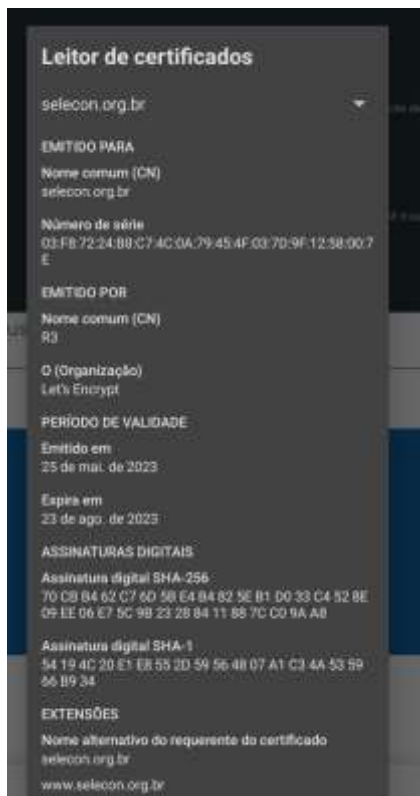 Leitor de certificados
selecon.org.br
EMITIDO PARA
Nome comum (CN)
selecon.org.br
Número de série
03:F8:72:24:B8:C7:4C:0A:79:45:4F:03:7D:9F:12:58:00:7
E
EMITIDO POR
Nome comum (CN)
R3
O (Organização)
Let's Encrypt
PERÍODO DE VALIDADE
Emitido em
25 de mai. de 2023
Expira em
23 de ago. de 2023
ASSINATURAS DIGITAIS
Assinatura digital SHA-256
70 CB B4 62 C7 6D 5B E4 B4 82 5E B1 D0 33 C4 52 8E
09 EE 06 E7 5C 9B 23 28 84 11 88 7C C0 9A A8
Assinatura digital SHA-1
54 19 4C 20 E1 E8 55 2D 59 56 48 07 A1 C3 4A 53 59
66 B9 34
EXTENSÕES
Nome alternativo do requerente do certificado
selecon.org.br
www.selecon.org.br